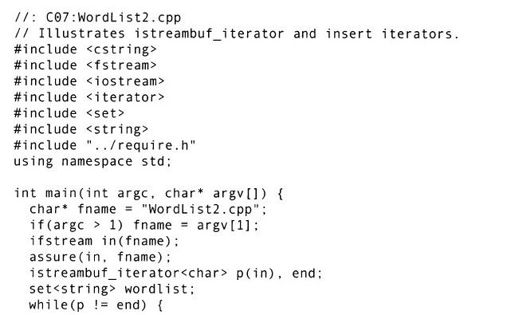 //: C07:WordList2.cpp
// Illustrates istreambuf_iterator and insert iterators.
#include <cstring>
#include <fstream>
#include <iostream>
#include <iterator>
#include <set>
#include <string>
#include "../require.h"
using namespace std;

int main(int argc, char* argv[]) {
  char* fname = "WordList2.cpp";
  if(argc > 1) fname = argv[1];
  ifstream in(fname);
  assure(in, fname);
  istreambuf_iterator<char> p(in), end;
  set<string> wordlist;
  while(p != end) {